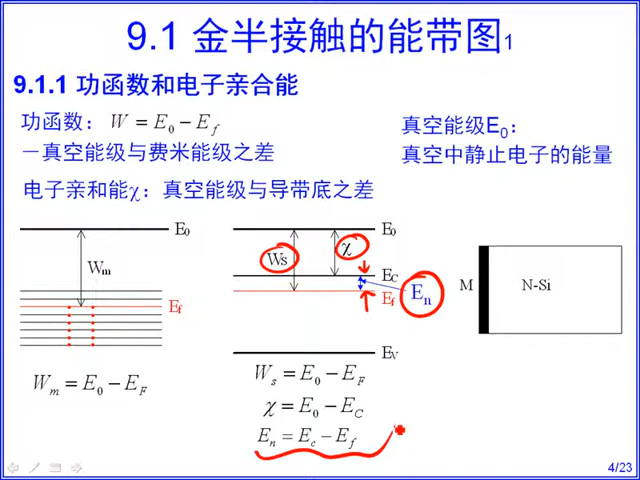 9.1 金半接触的能带图1
9.1.1 功函数和电子亲合能
功函数： W = E0 − Ef
－真空能级与费米能级之差
真空能级E0：
真空中静止电子的能量
电子亲和能χ：真空能级与导带底之差
E0
Wm
Ef
Wm = E0 − EF
E0
Ws
χ
EC
Ef
En
EV
Ws = E0 − EF
χ = E0 − EC
En = Ec − Ef
M
N-Si
4/23